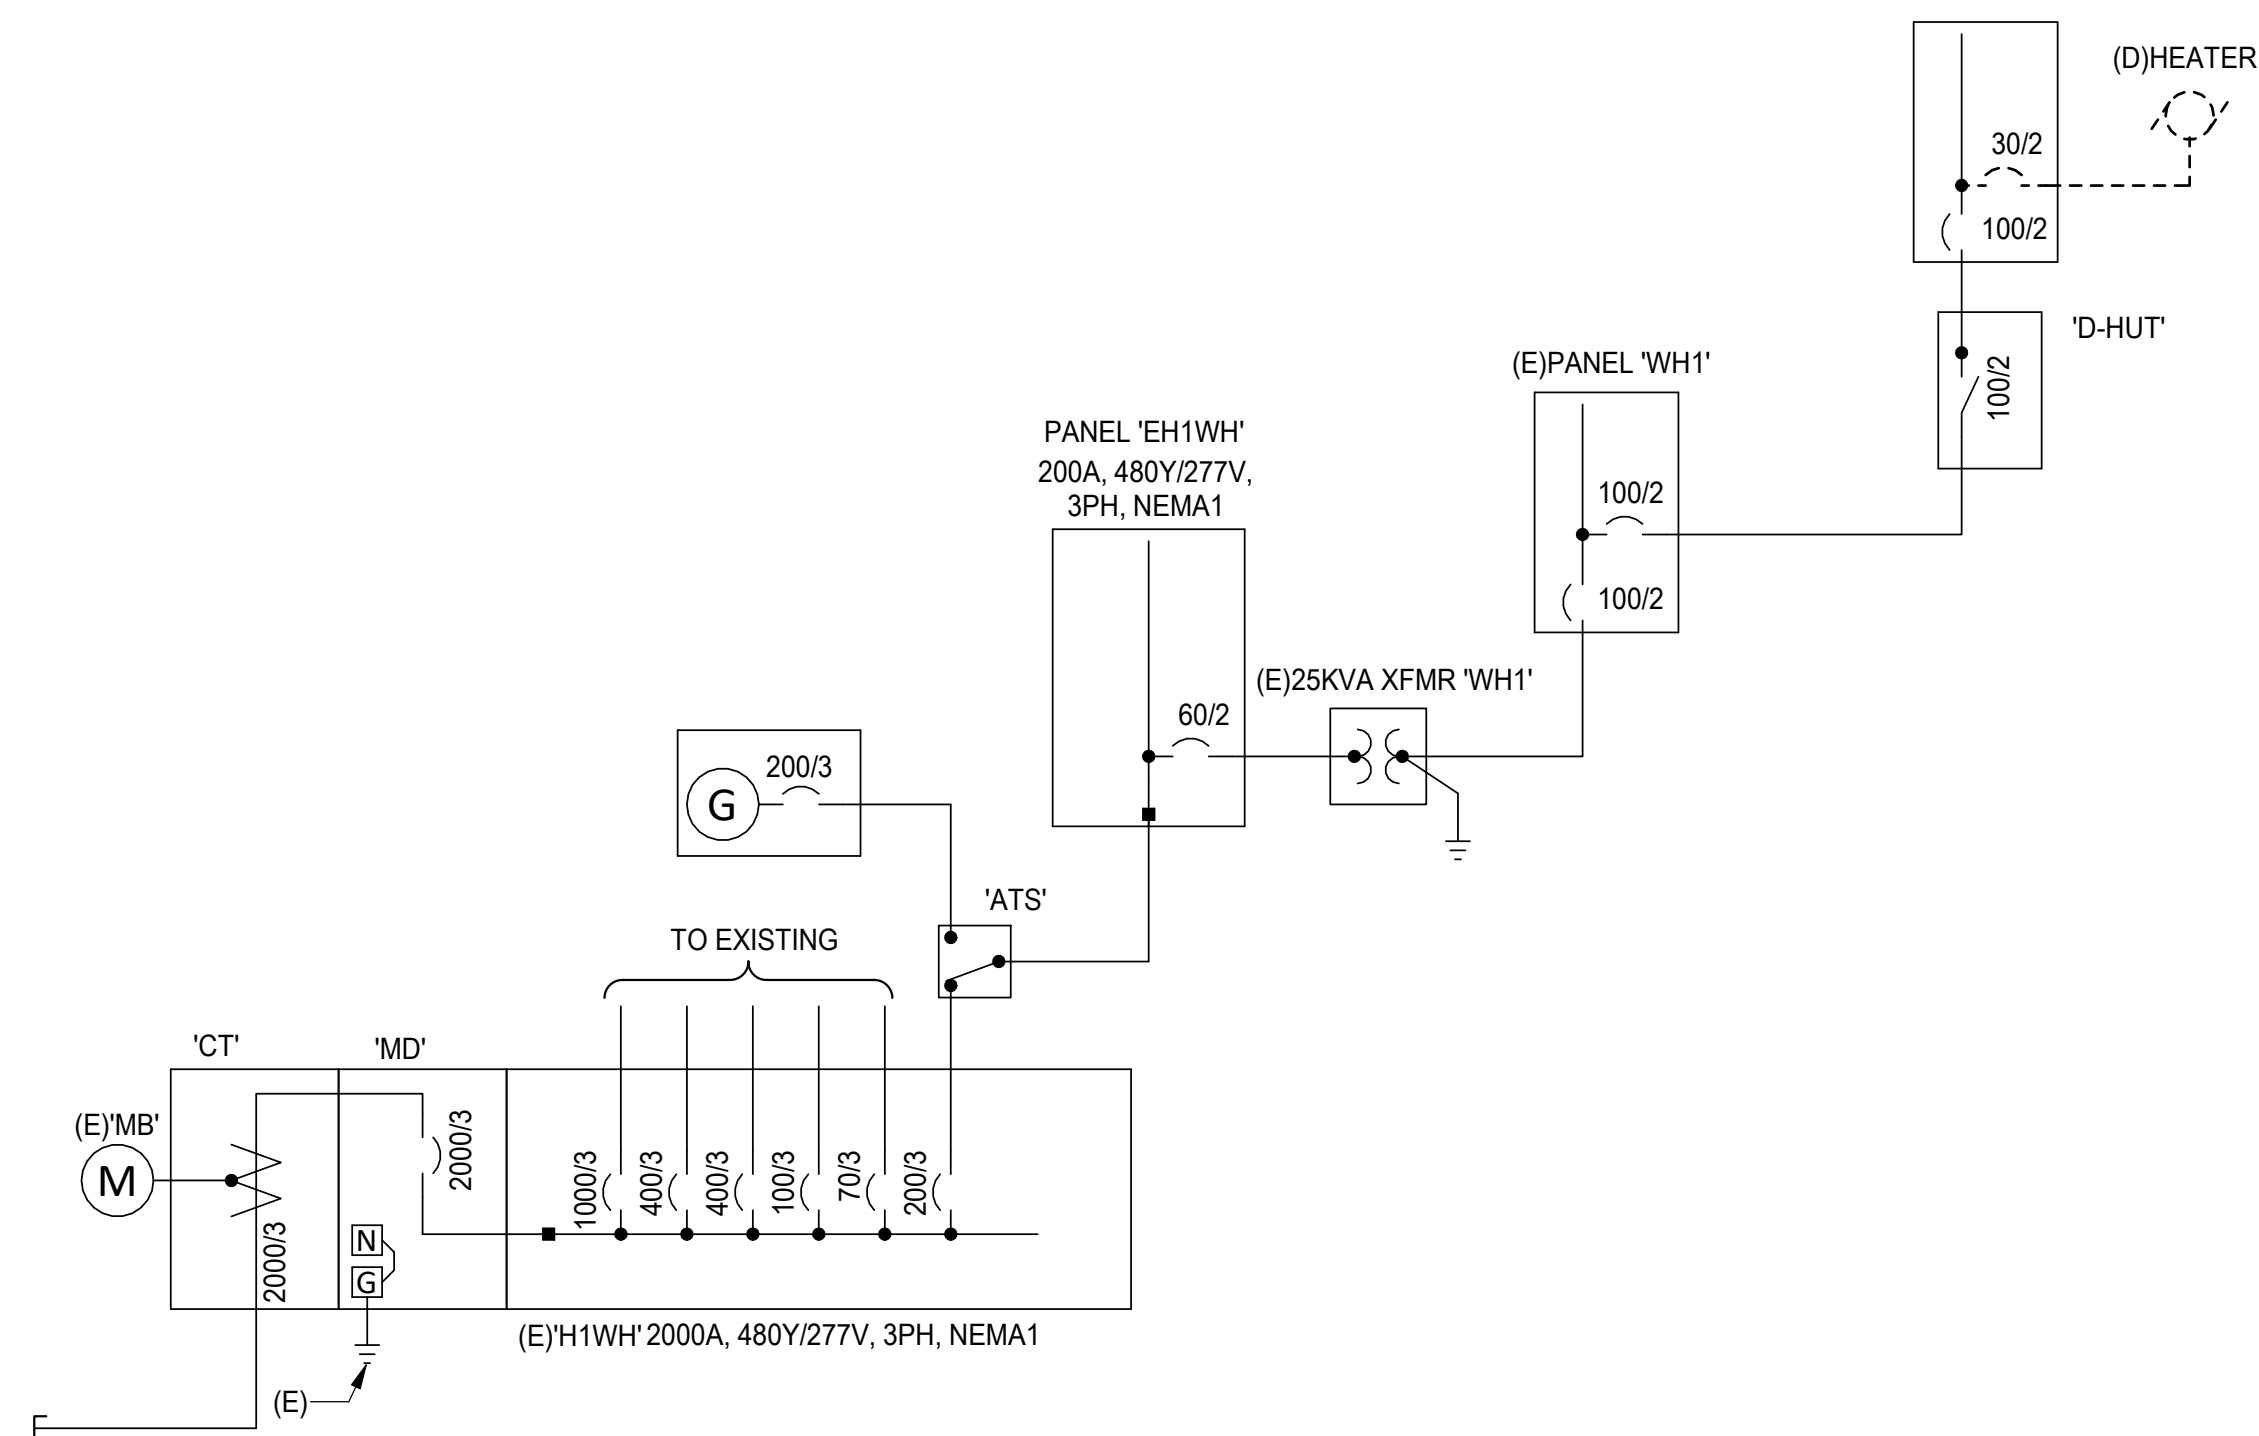 (D)HEATER
30/2
100/2
'D-HUT'
100/2
(E)PANEL 'WH1'
100/2
100/2
PANEL 'EH1WH'
200A, 480Y/277V,
3PH, NEMA1
60/2
(E)25KVA XFMR 'WH1'
200/3
G
'ATS'
TO EXISTING
'CT'
'MD'
(E)'MB'
M
2000/3
2000/3
N
G
1000/3
400/3
400/3
100/3
70/3
200/3
(E)'H1WH' 2000A, 480Y/277V, 3PH, NEMA1
(E)